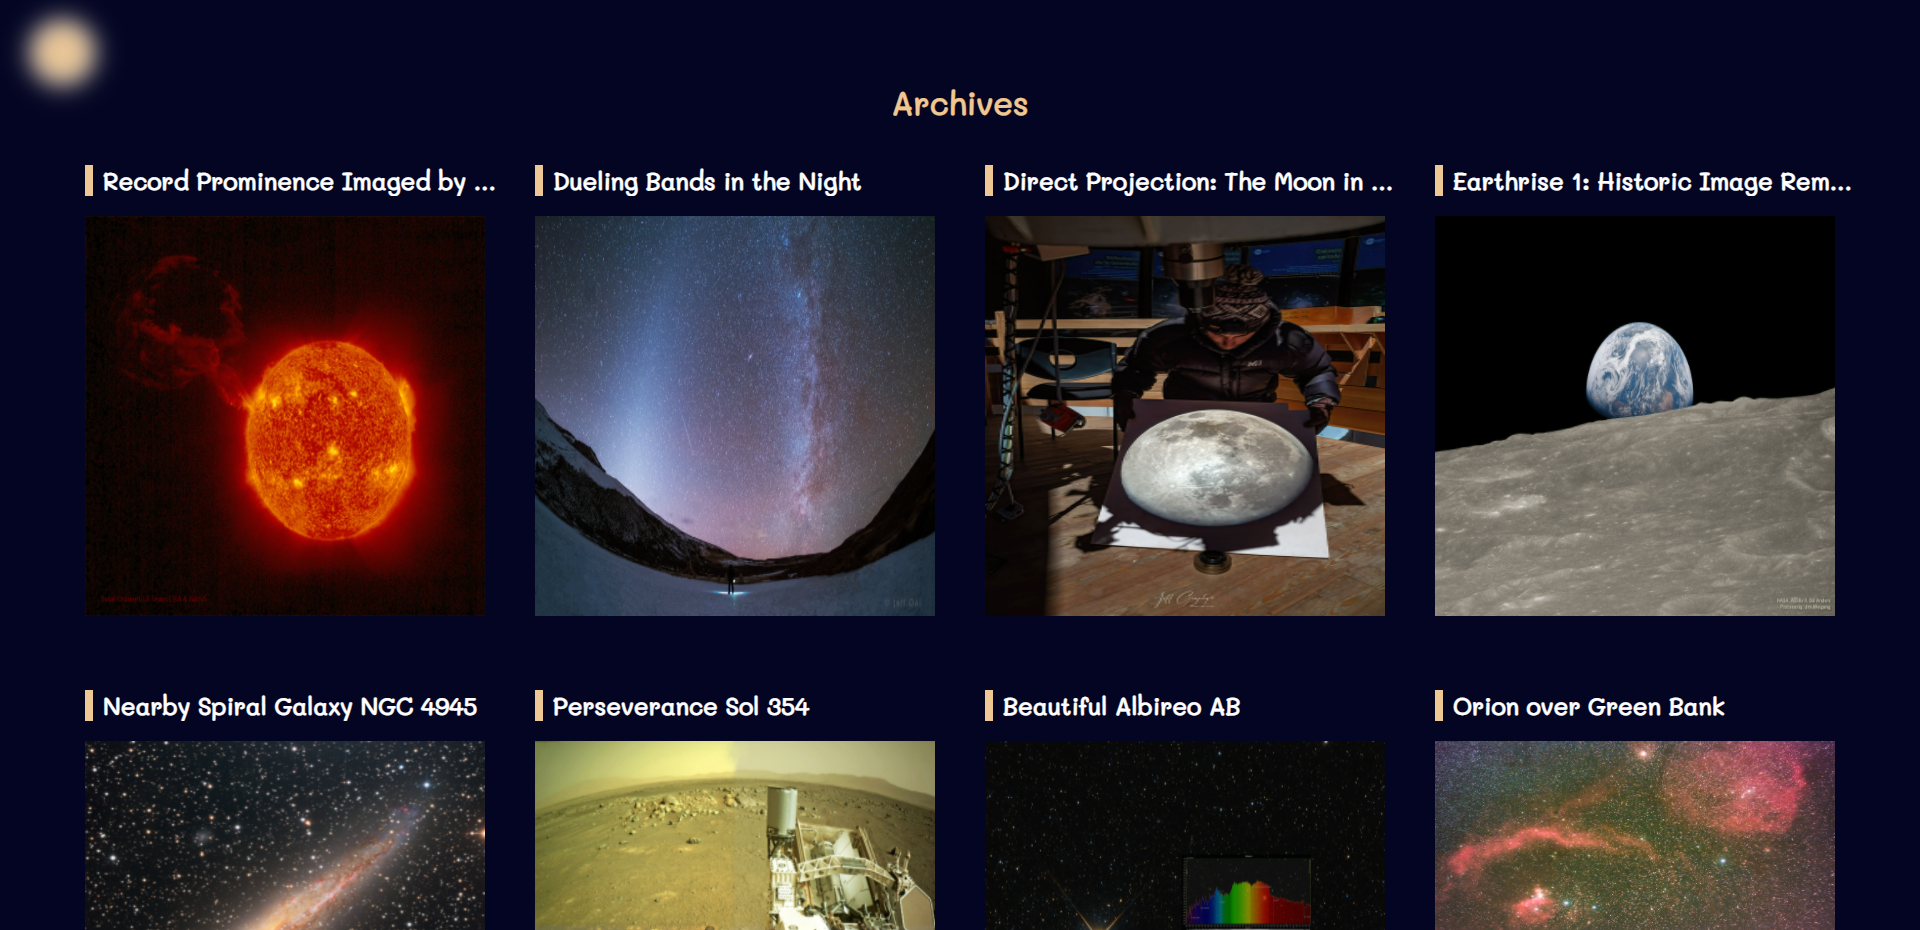 Archives
Record Prominence Imaged by ...
Dueling Bands in the Night
Direct Projection: The Moon in ...
Earthrise 1: Historic Image Rem...
Nearby Spiral Galaxy NGC 4945
Perseverance Sol 354
Beautiful Albireo AB
Orion over Green Bank